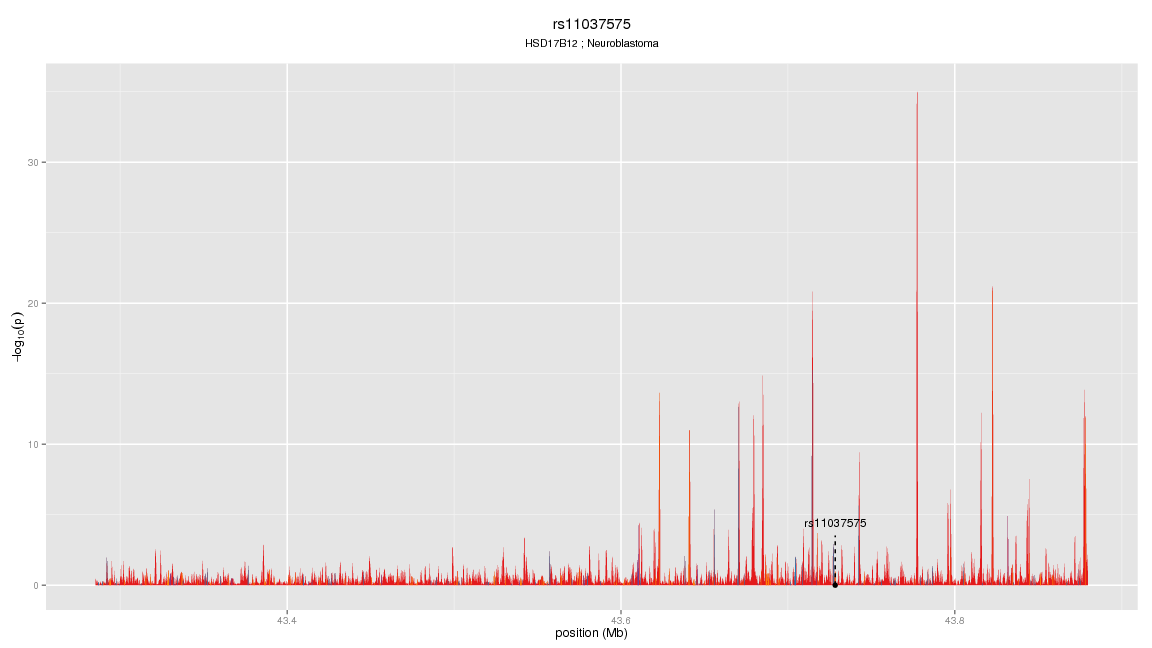 rs11037575
HSD17B12 ; Neuroblastoma
−log10(p)
30
20
10
0
rs11037575
43.4
43.6
43.8
position (Mb)